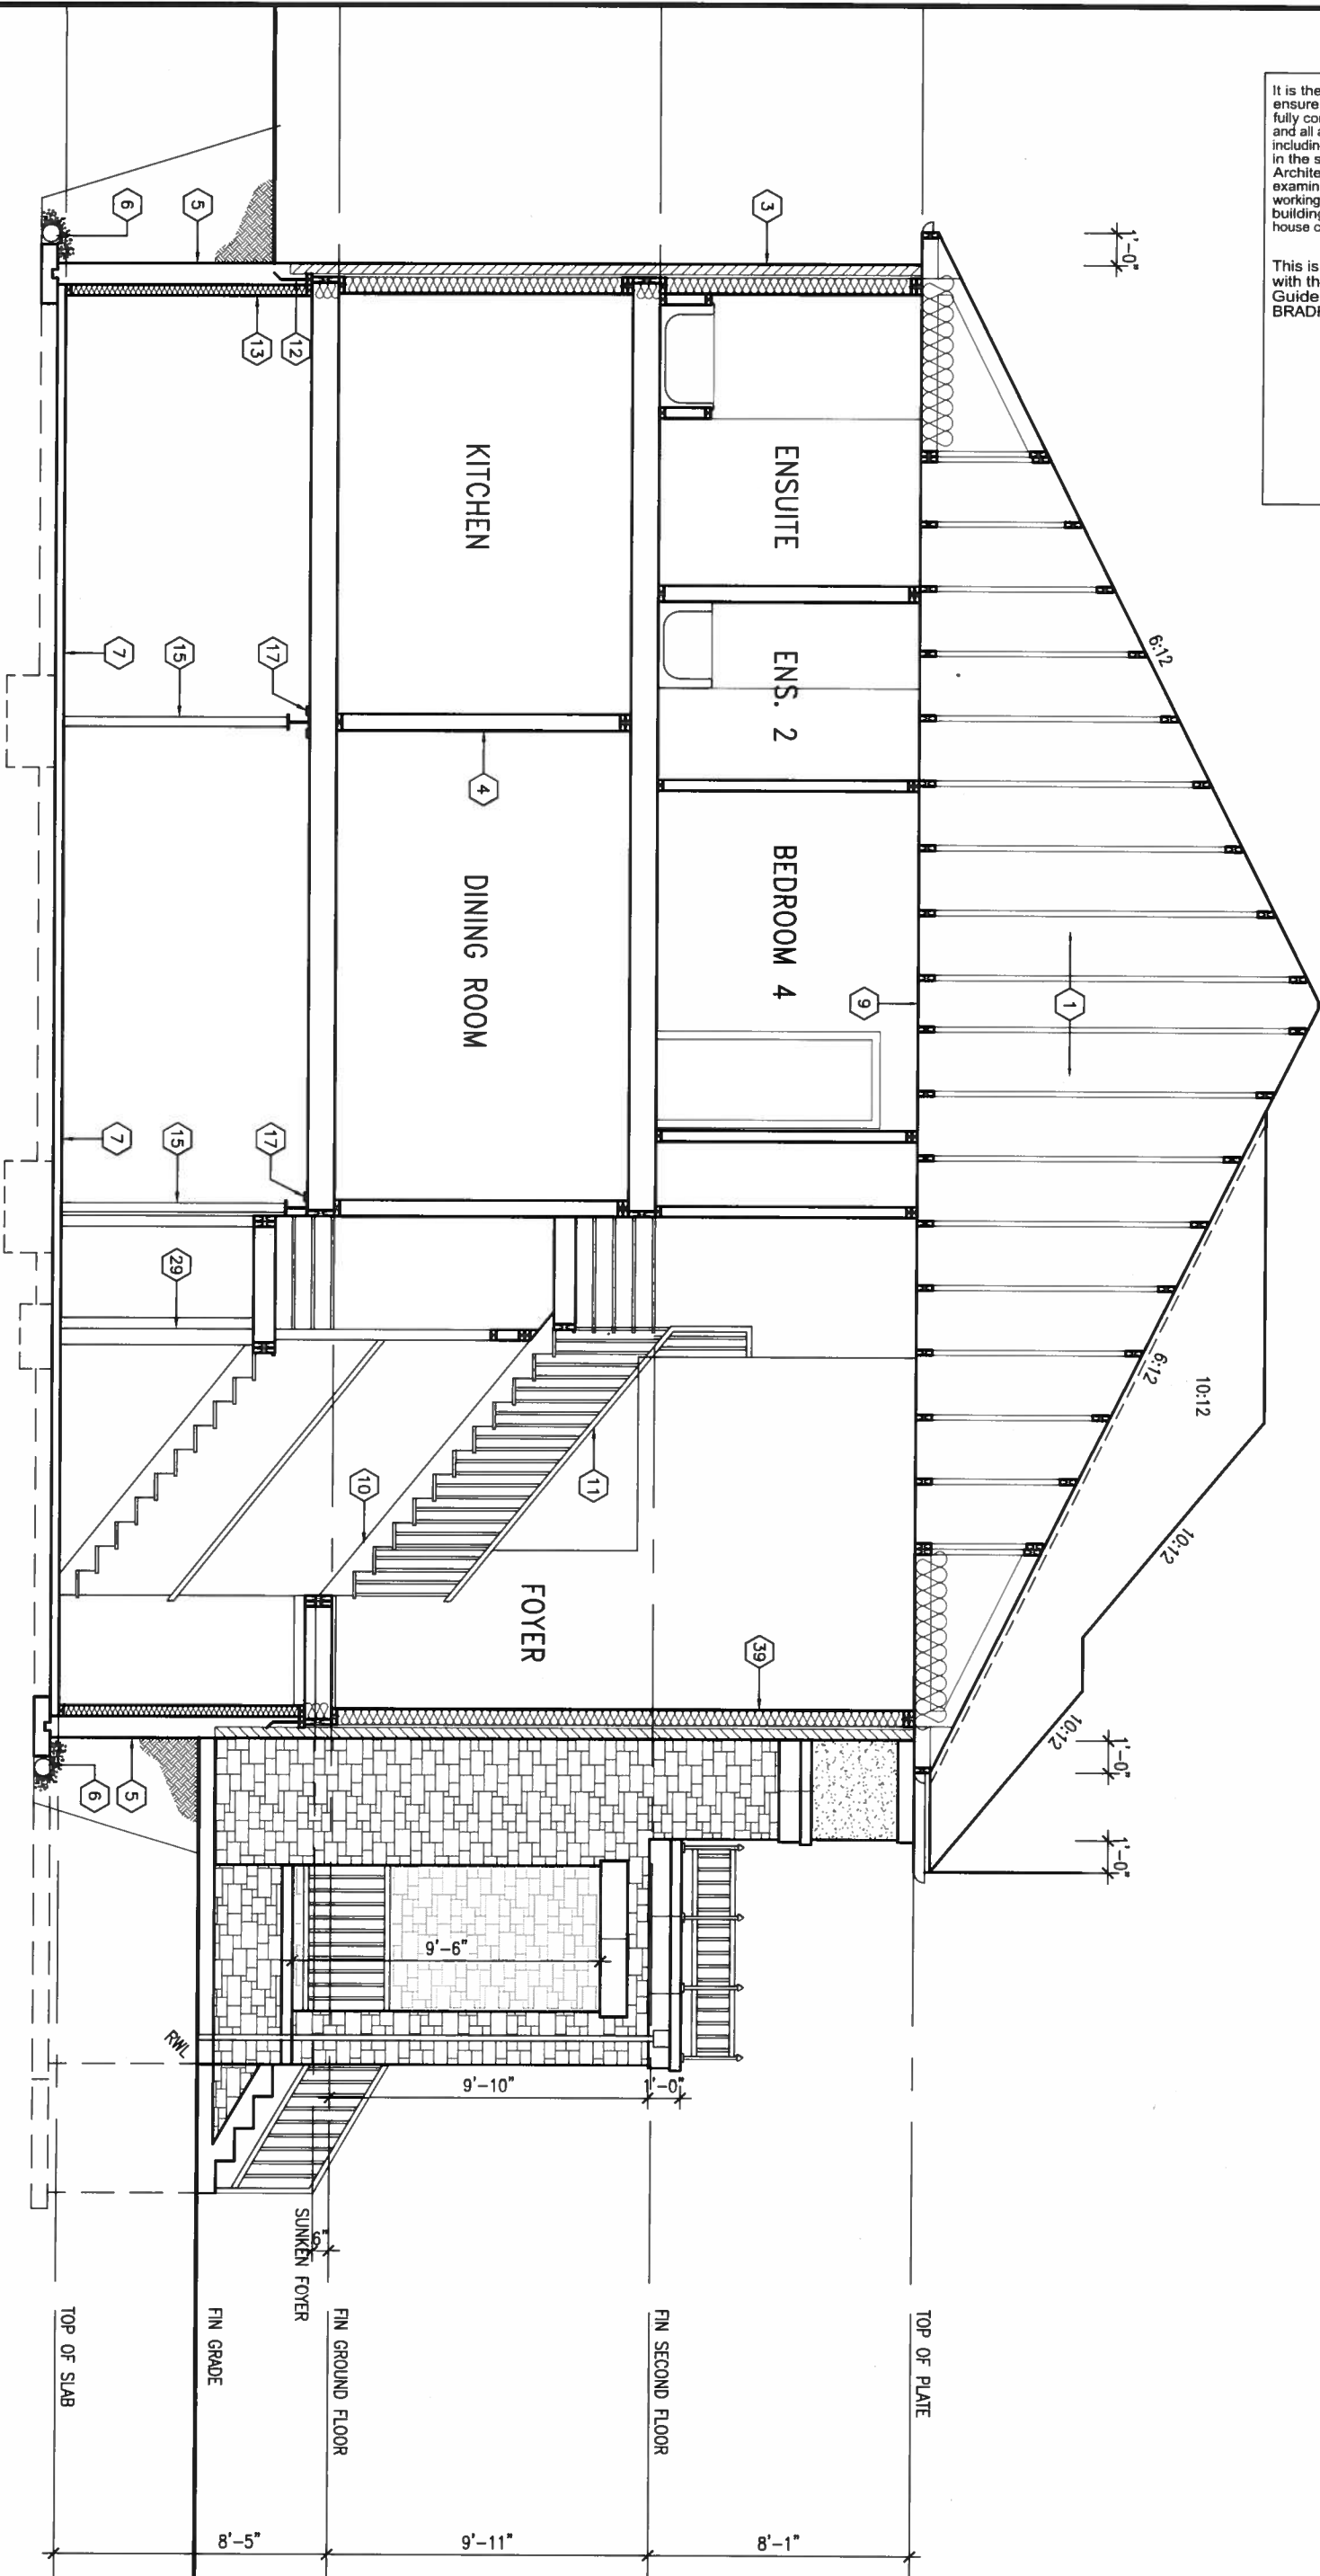 It is the
ensure
fully co
and all a
includin
in the s
Archite
examin
working
building
house c
This is
with th
Guide
BRAD
1'-0"
3
5
6
6:12
ENSUITE
ENS. 2
BEDROOM 4
9
1
KITCHEN
DINING ROOM
4
12
13
17
15
7
17
15
7
29
10
11
FOYER
39
6:12
10:12
10:12
10:12
1'-0"
1'-0"
5
6
9'-6"
RWL
9'-10"
1'-0"
6"
SUNKEN FOYER
TOP OF PLATE
FIN SECOND FLOOR
FIN GROUND FLOOR
FIN GRADE
TOP OF SLAB
8'-1"
9'-11"
8'-5"